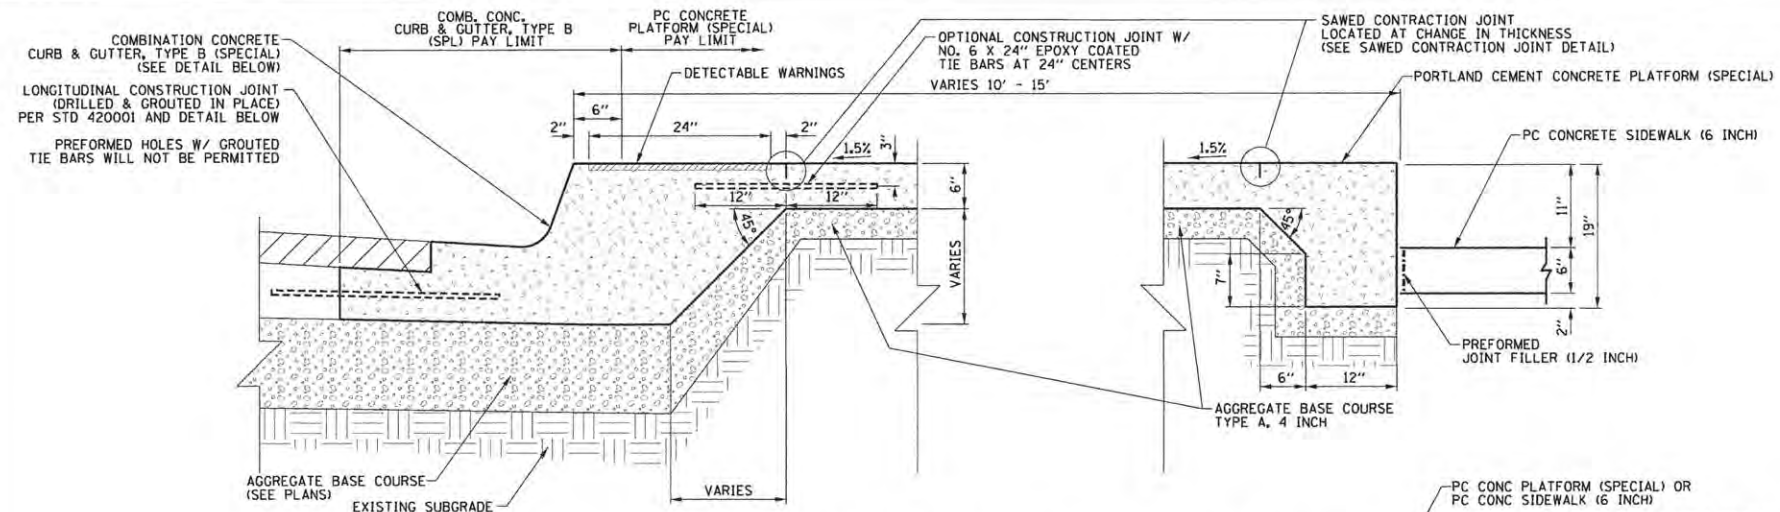 COMBINATION CONCRETE
CURB & GUTTER, TYPE B (SPECIAL)
(SEE DETAIL BELOW)
LONGITUDINAL CONSTRUCTION JOINT
(DRILLED & GROUTED IN PLACE)
PER STD 420001 AND DETAIL BELOW
PREFORMED HOLES W/ GROUTED
TIE BARS WILL NOT BE PERMITTED
COMB. CONC.
CURB & GUTTER, TYPE B
(SPL) PAY LIMIT
PC CONCRETE
PLATFORM (SPECIAL)
PAY LIMIT
DETECTABLE WARNINGS
OPTIONAL CONSTRUCTION JOINT W/
NO. 6 X 24" EPOXY COATED
TIE BARS AT 24" CENTERS
VARIES 10' - 15'
SAWED CONTRACTION JOINT
LOCATED AT CHANGE IN THICKNESS
(SEE SAWED CONTRACTION JOINT DETAIL)
PORTLAND CEMENT CONCRETE PLATFORM (SPECIAL)
PC CONCRETE SIDEWALK (6 INCH)
6"
2"
24"
2"
1.5%
3"
12"
12"
6"
45°
VARIES
1.5%
45°
7"
11"
19"
6"
2"
PREFORMED
JOINT FILLER (1/2 INCH)
6"
12"
AGGREGATE BASE COURSE
TYPE A, 4 INCH
AGGREGATE BASE COURSE
(SEE PLANS)
EXISTING SUBGRADE
VARIES
PC CONC PLATFORM (SPECIAL) OR
PC CONC SIDEWALK (6 INCH)